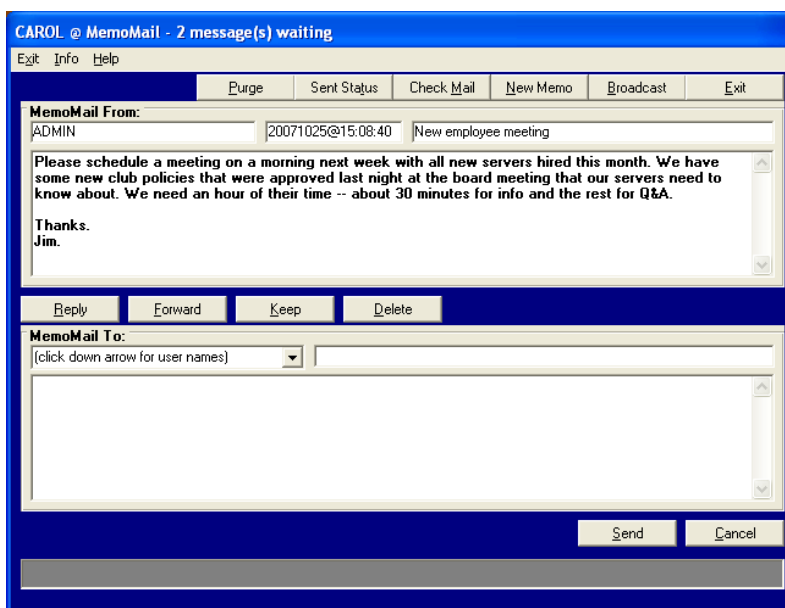 CAROL @ MemoMail - 2 message(s) waiting
Exit Info Help
Purge Sent Status Check Mail New Memo Broadcast Exit
MemoMail From:
ADMIN 20071025@15:08:40 New employee meeting
Please schedule a meeting on a morning next week with all new servers hired this month. We have
some new club policies that were approved last night at the board meeting that our servers need to
know about. We need an hour of their time -- about 30 minutes for info and the rest for Q&A.
Thanks.
Jim.
Reply Forward Keep Delete
MemoMail To:
(click down arrow for user names)
Send Cancel